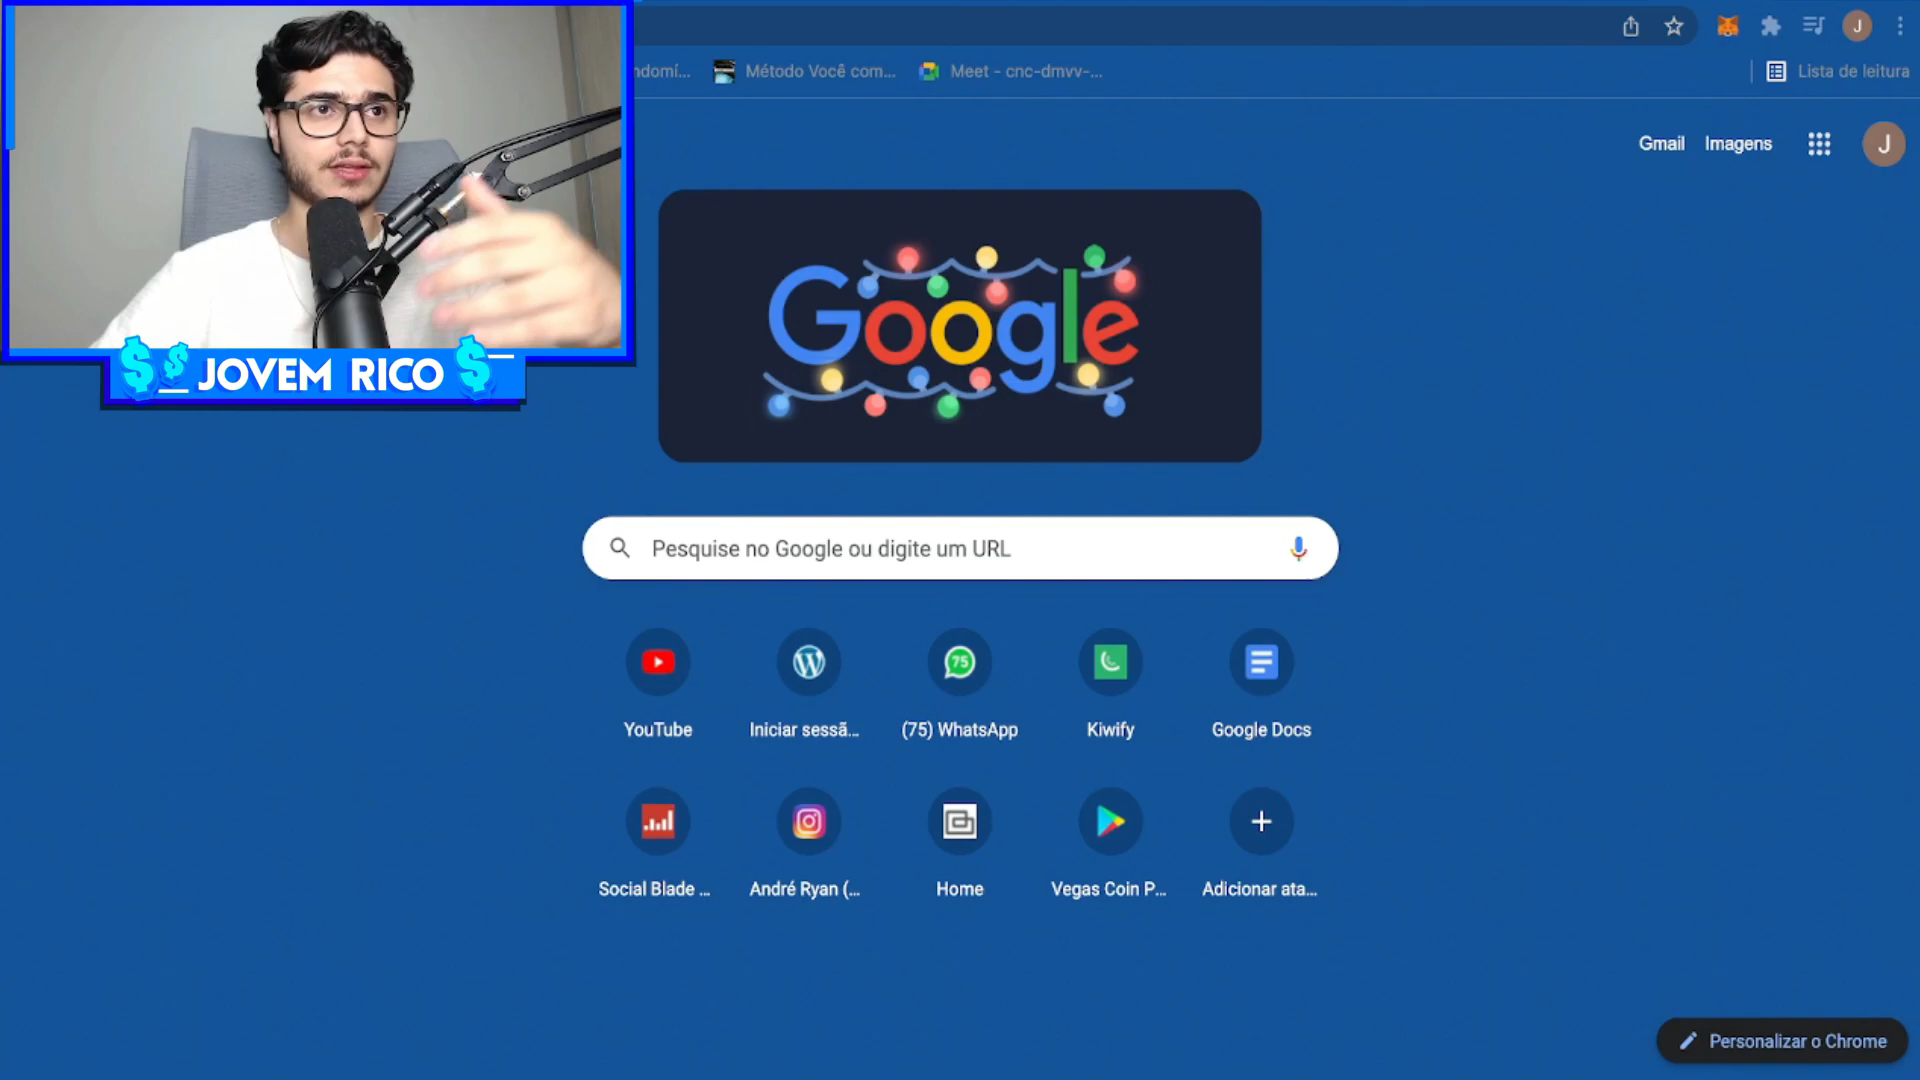 ndomí...
Método Você com...
Meet - cnc-dmvv-...
Lista de leitura
J
Gmail
Imagens
J
Google
$ $ JOVEM RICO $
Pesquise no Google ou digite um URL
75
YouTube
Iniciar sessã...
(75) WhatsApp
Kiwify
Google Docs
Social Blade ...
André Ryan (...
Home
Vegas Coin P...
Adicionar ata...
Personalizar o Chrome